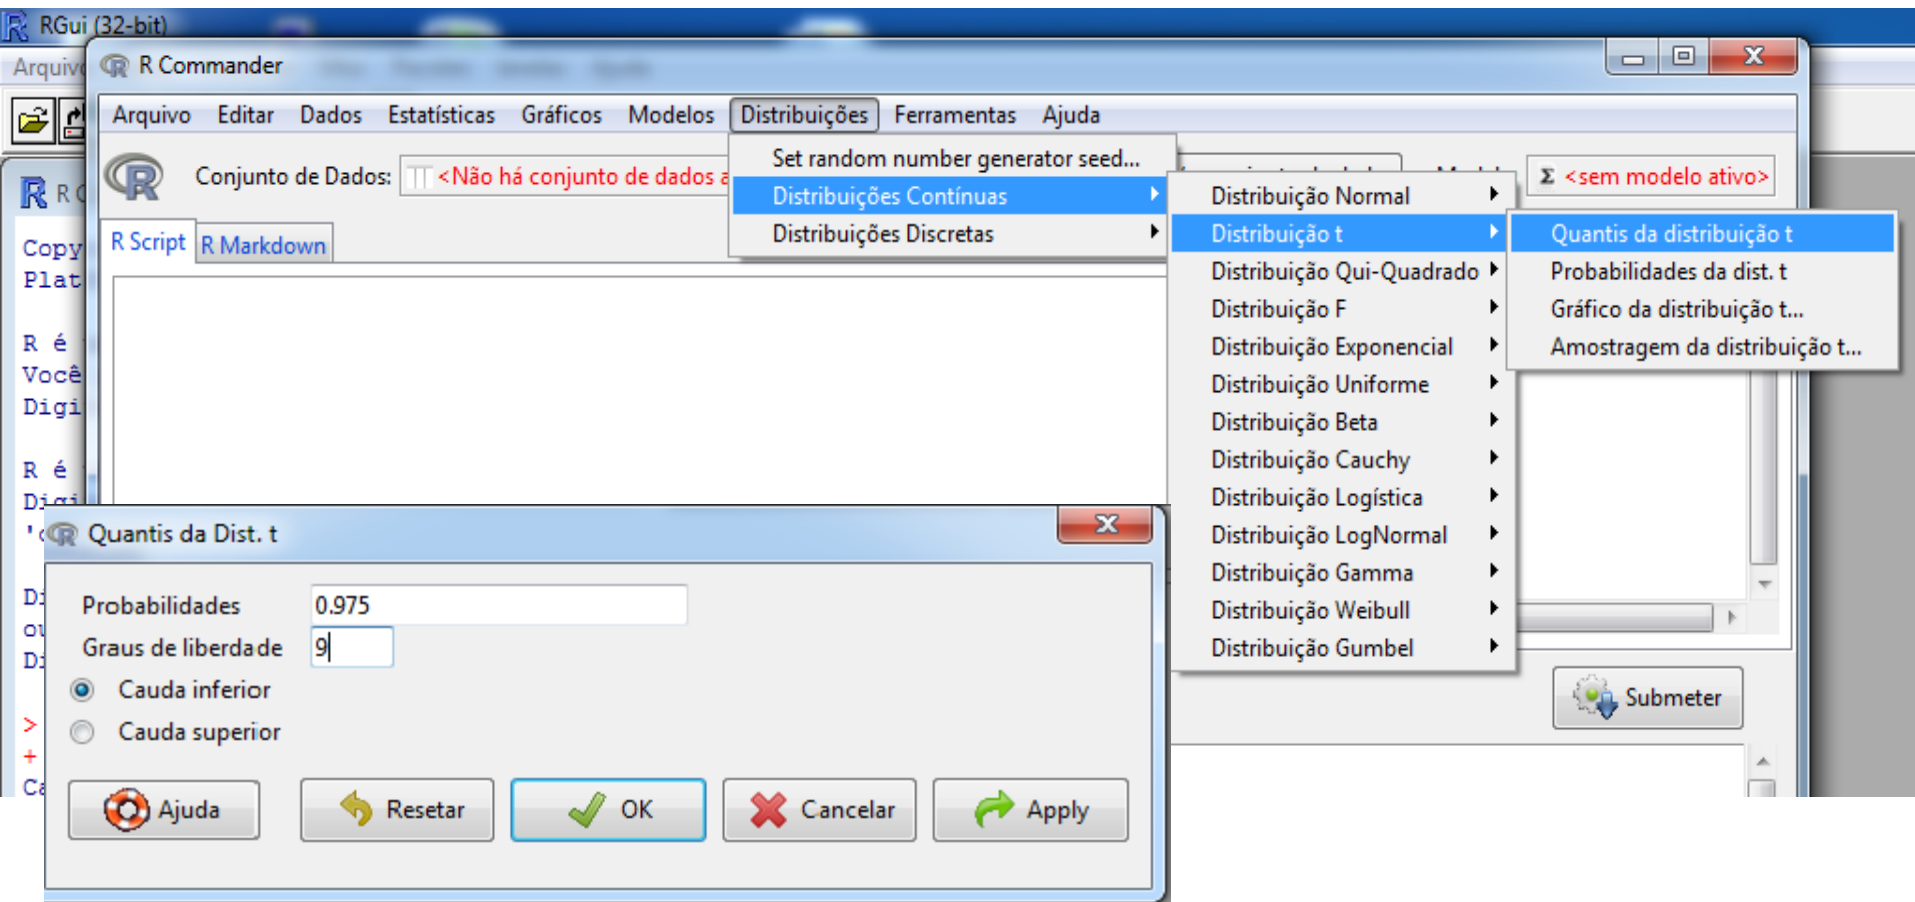 RGui (32-bit)
R Commander
Arquivo Editar Dados Estatísticas Gráficos Modelos Distribuições Ferramentas Ajuda
Conjunto de Dados: <Não há conjunto de dados
Σ <sem modelo ativo>
R Script R Markdown
Set random number generator seed...
Distribuições Contínuas
Distribuições Discretas
Distribuição Normal
Distribuição t
Distribuição Qui-Quadrado
Distribuição F
Distribuição Exponencial
Distribuição Uniforme
Distribuição Beta
Distribuição Cauchy
Distribuição Logística
Distribuição LogNormal
Distribuição Gamma
Distribuição Weibull
Distribuição Gumbel
Quantis da distribuição t
Probabilidades da dist. t
Gráfico da distribuição t...
Amostragem da distribuição t...
Copy
Plat
R é
Você
Digi
R é
Quantis da Dist. t
Probabilidades 0.975
Graus de liberdade 9
Cauda inferior
Cauda superior
Ajuda Resetar OK Cancelar Apply
Submeter
>
+